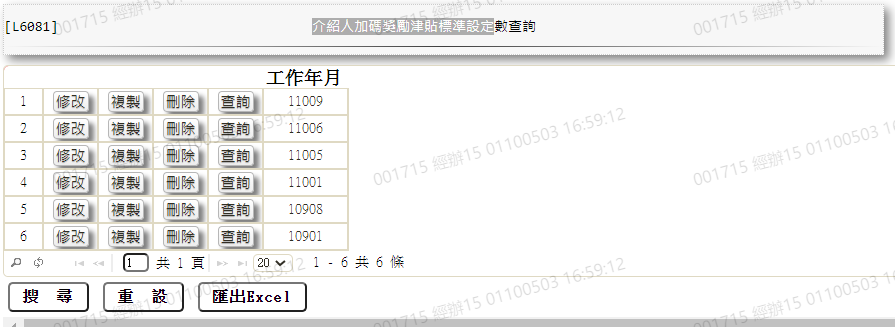 [L6081] 介紹人加碼獎勵津貼標準設定數查詢
工作年月
1 修改 複製 刪除 查詢 11009
2 修改 複製 刪除 查詢 11006
3 修改 複製 刪除 查詢 11005
4 修改 複製 刪除 查詢 11001
5 修改 複製 刪除 查詢 10908
6 修改 複製 刪除 查詢 10901
1 共 1 頁 20 1 - 6 共 6 條
搜 尋 重 設 匯出Excel
001715 經辦15 01100503 16:59:12